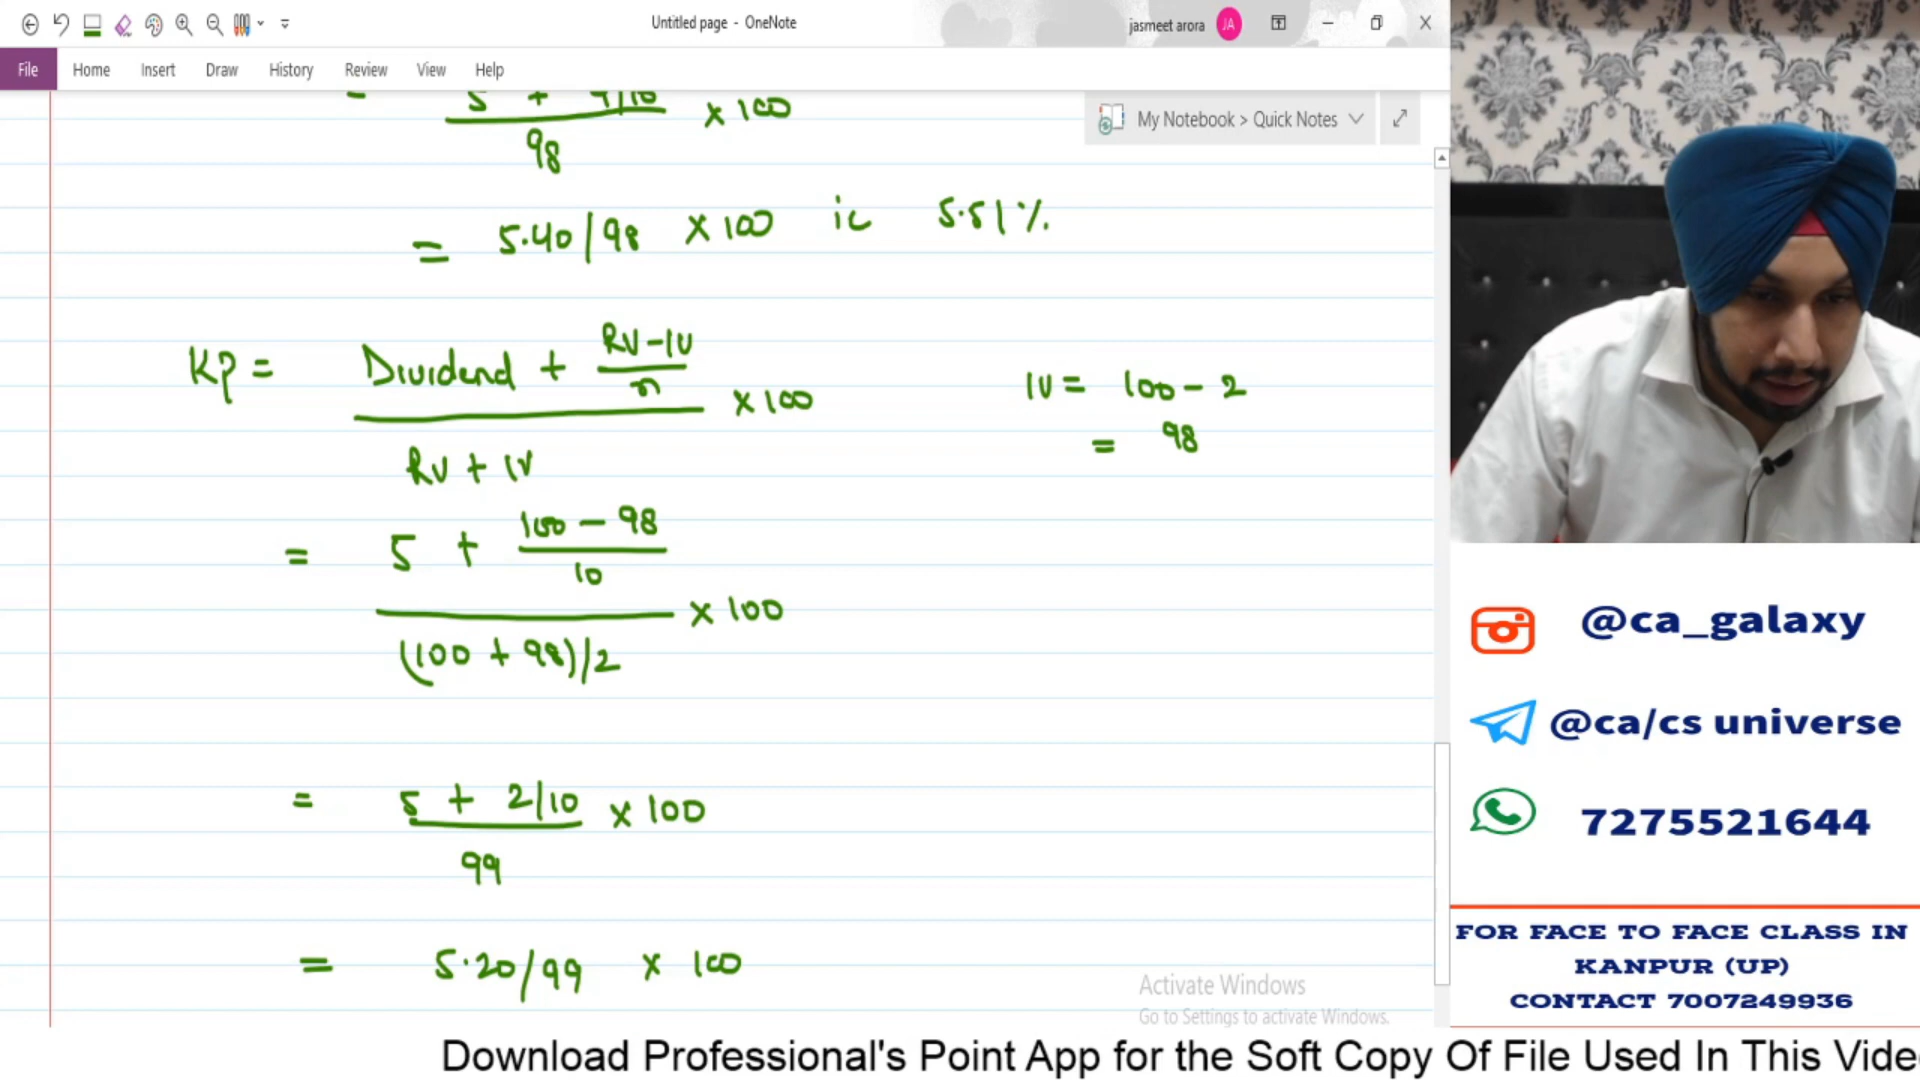 Untitled page - OneNote
jasmeet arora
JA
File Home Insert Draw History Review View Help
My Notebook > Quick Notes
= 5 + 4/10 × 100
98
= 5.40/98 × 100 ie 5.51%
Kp = Dividend + RV-IV
n × 100
RV + IV
IV = 100 - 2
= 98
= 5 + 100 - 98
10 × 100
(100 + 98)/2
= 5 + 2/10 × 100
99
= 5.20/99 × 100
Activate Windows
Go to Settings to activate Windows.
@ca_galaxy
@ca/cs universe
7275521644
FOR FACE TO FACE CLASS IN
KANPUR (UP)
CONTACT 7007249936
Download Professional's Point App for the Soft Copy Of File Used In This Vide